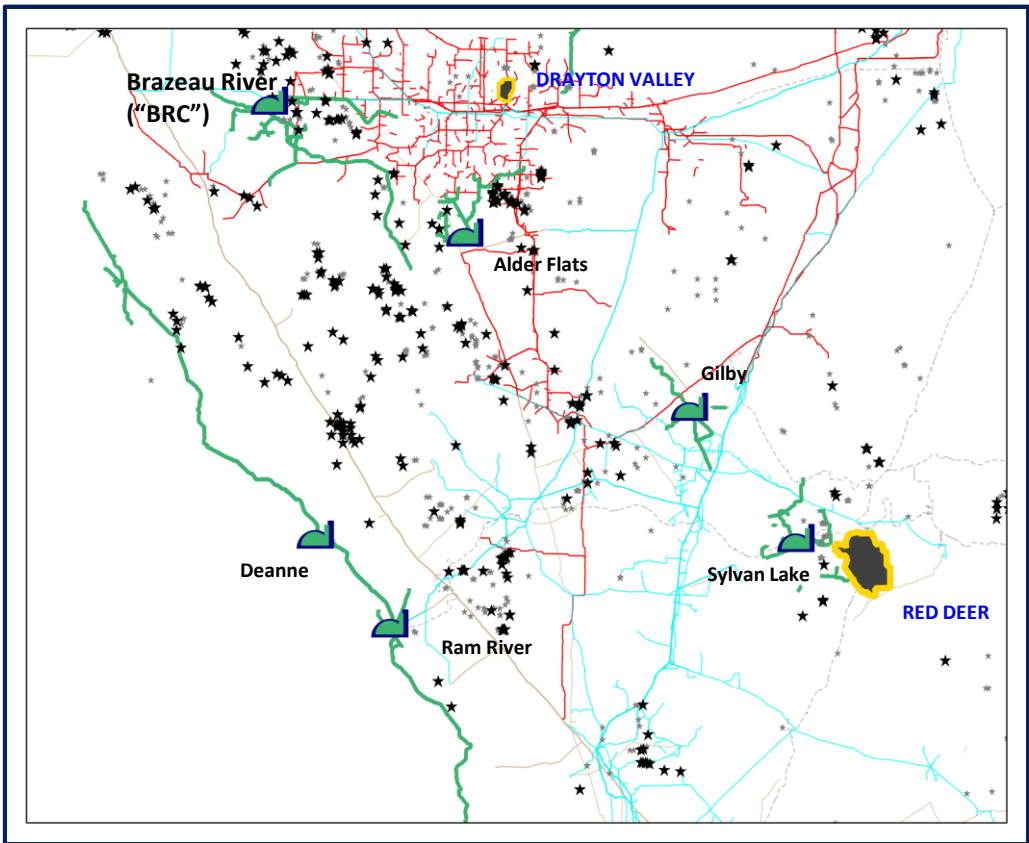 Brazeau River
(“BRC”)
DRAYTON VALLEY
Alder Flats
Gilby
Deanne
Sylvan Lake
RED DEER
Ram River